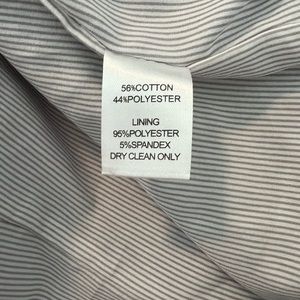 56%COTTON
44%POLYESTER
LINING
95%POLYESTER
5%SPANDEX
DRY CLEAN ONLY